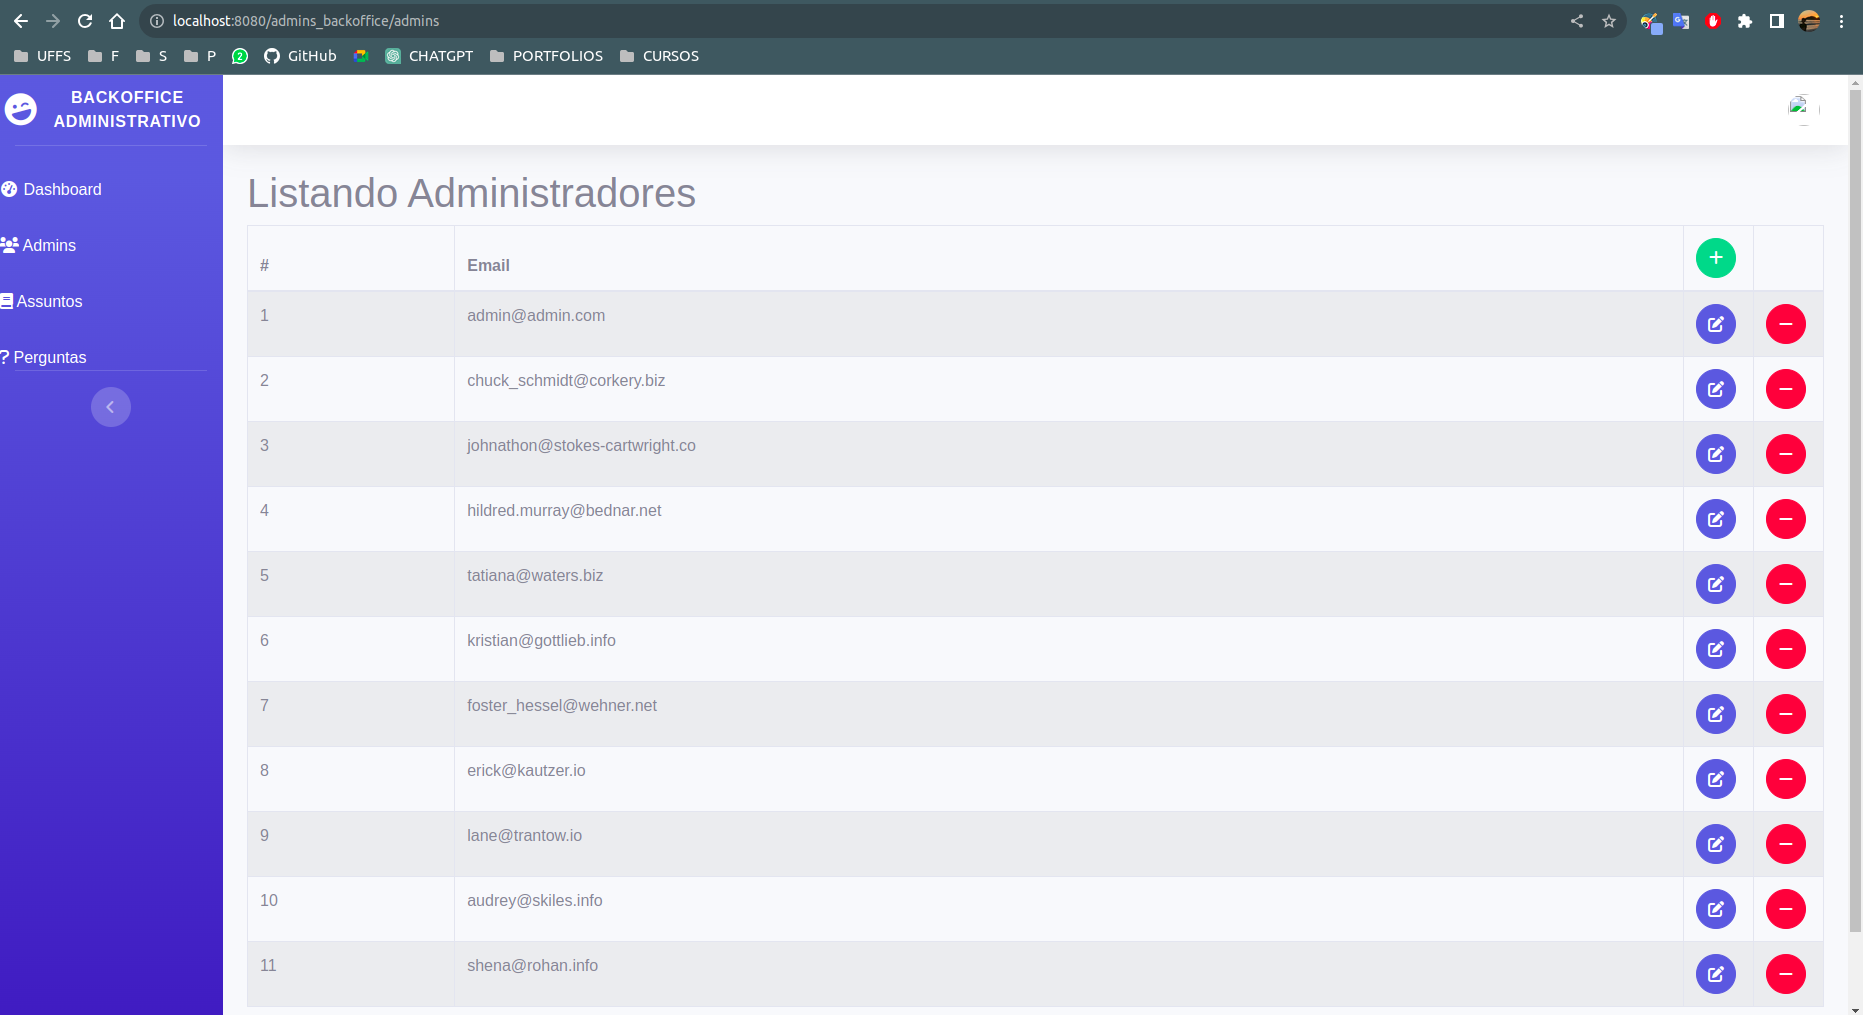 localhost:8080/admins_backoffice/admins
UFFS F S P 2 GitHub CHATGPT PORTFOLIOS CURSOS
BACKOFFICE
ADMINISTRATIVO
Dashboard
Admins
Assuntos
? Perguntas
Listando Administradores
# Email
1 admin@admin.com
2 chuck_schmidt@corkery.biz
3 johnathon@stokes-cartwright.co
4 hildred.murray@bednar.net
5 tatiana@waters.biz
6 kristian@gottlieb.info
7 foster_hessel@wehner.net
8 erick@kautzer.io
9 lane@trantow.io
10 audrey@skiles.info
11 shena@rohan.info